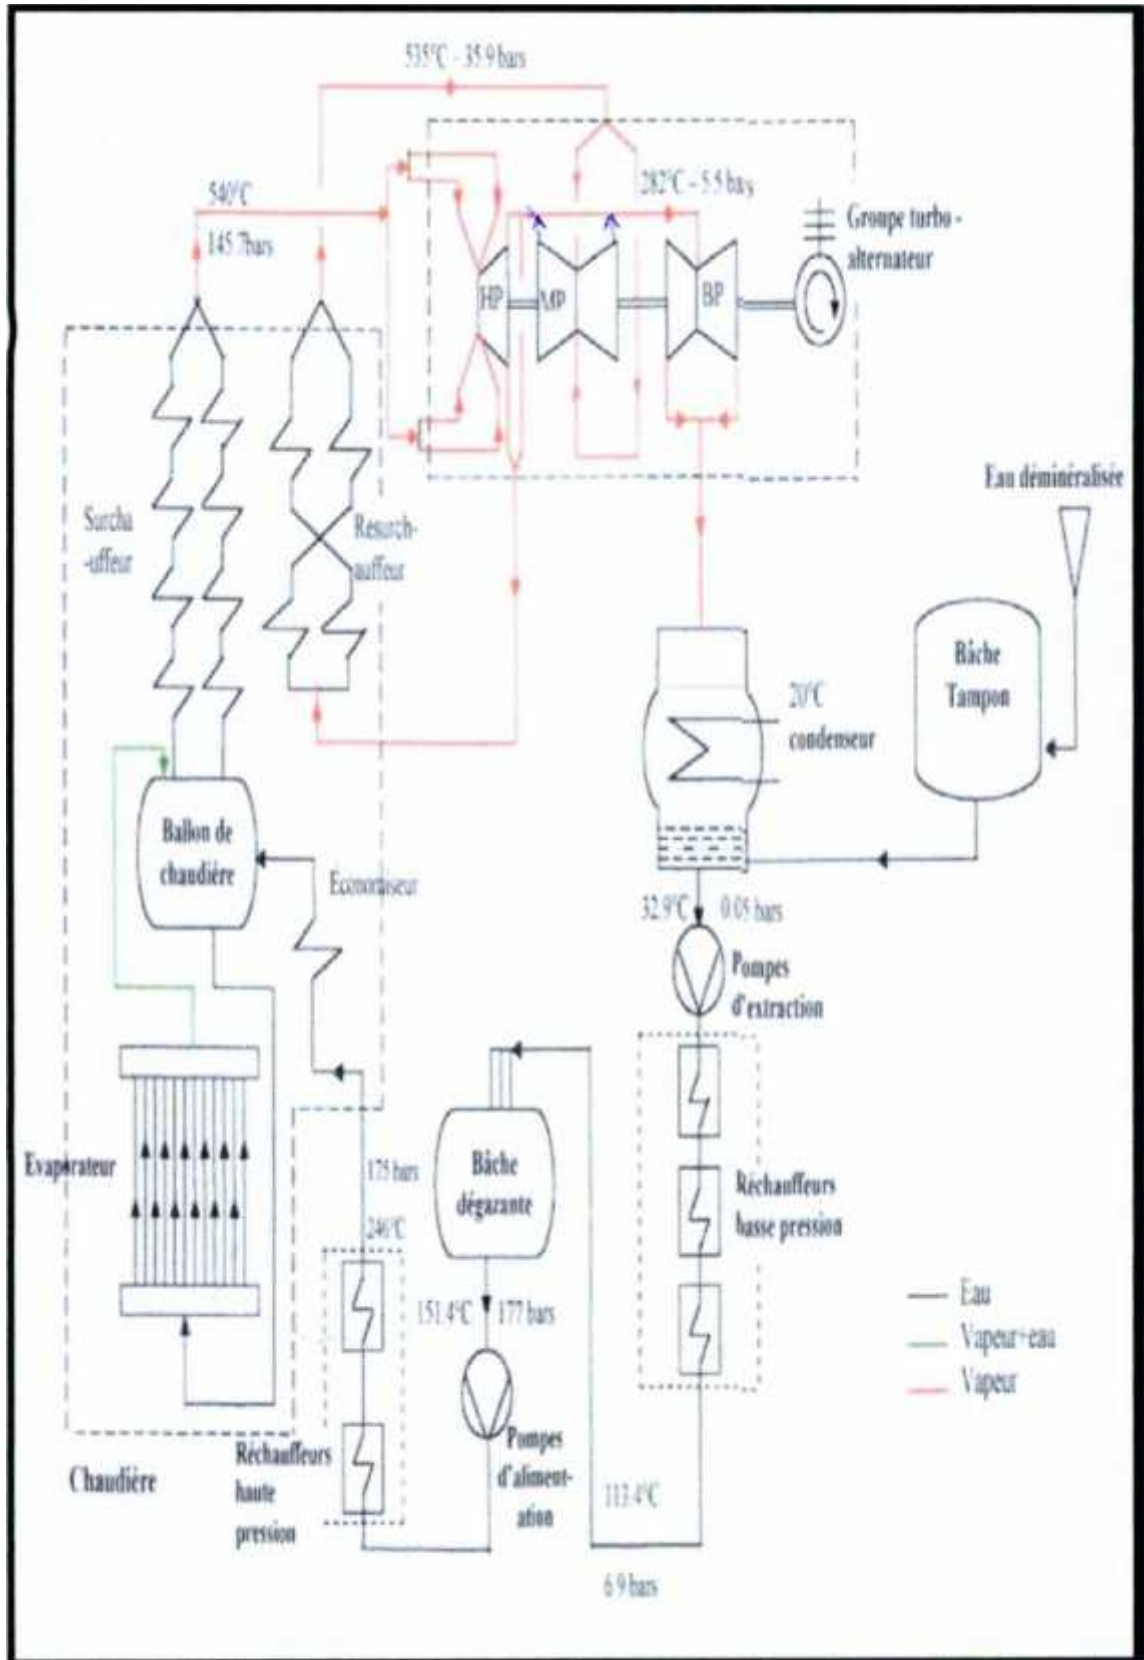 535°C - 35.9 bars
540°C
145.7bars
282°C - 5.5 bars
Groupe turbo -
alternateur
HP
MP
BP
Eau déminéralisée
Surcha
-uffeur
Resurch-
auffeur
Bâche
Tampon
20°C
condenseur
Ballon de
chaudière
Economiseur
32.9°C
0.05 bars
Pompes
d'extraction
Evaporateur
175 bars
246°C
Bâche
dégazante
Réchauffeurs
basse pression
151.4°C
177 bars
Eau
Vapeur+eau
Vapeur
Chaudière
Réchauffeurs
haute
pression
Pompes
d'aliment-
ation
113.4°C
6.9 bars